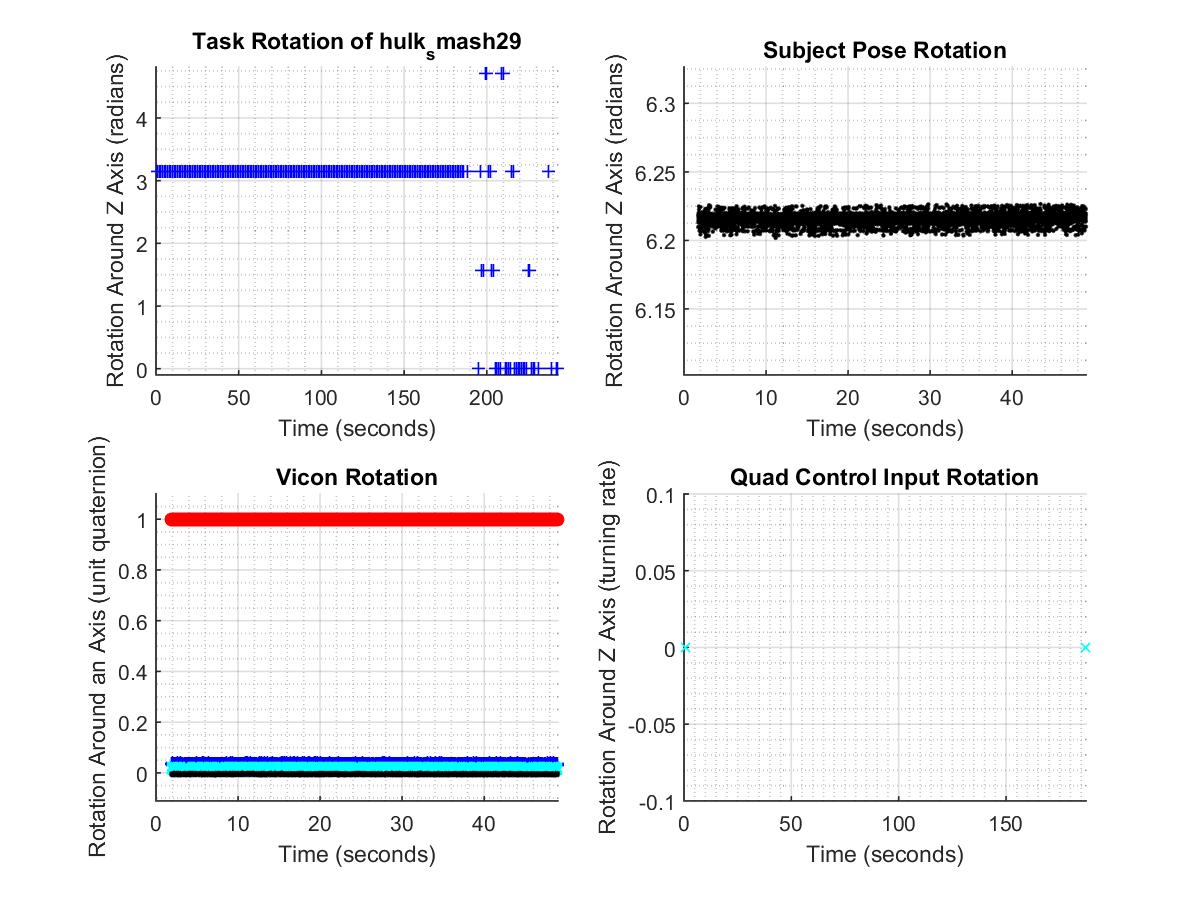 Task Rotation of hulk_smash29
Rotation Around Z Axis (radians)
4
3
2
1
0
0 50 100 150 200
Time (seconds)
Subject Pose Rotation
Rotation Around Z Axis (radians)
6.3
6.25
6.2
6.15
0 10 20 30 40
Time (seconds)
Vicon Rotation
Rotation Around an Axis (unit quaternion)
1
0.8
0.6
0.4
0.2
0
0 10 20 30 40
Time (seconds)
Quad Control Input Rotation
Rotation Around Z Axis (turning rate)
0.1
0.05
0
-0.05
-0.1
0 50 100 150
Time (seconds)